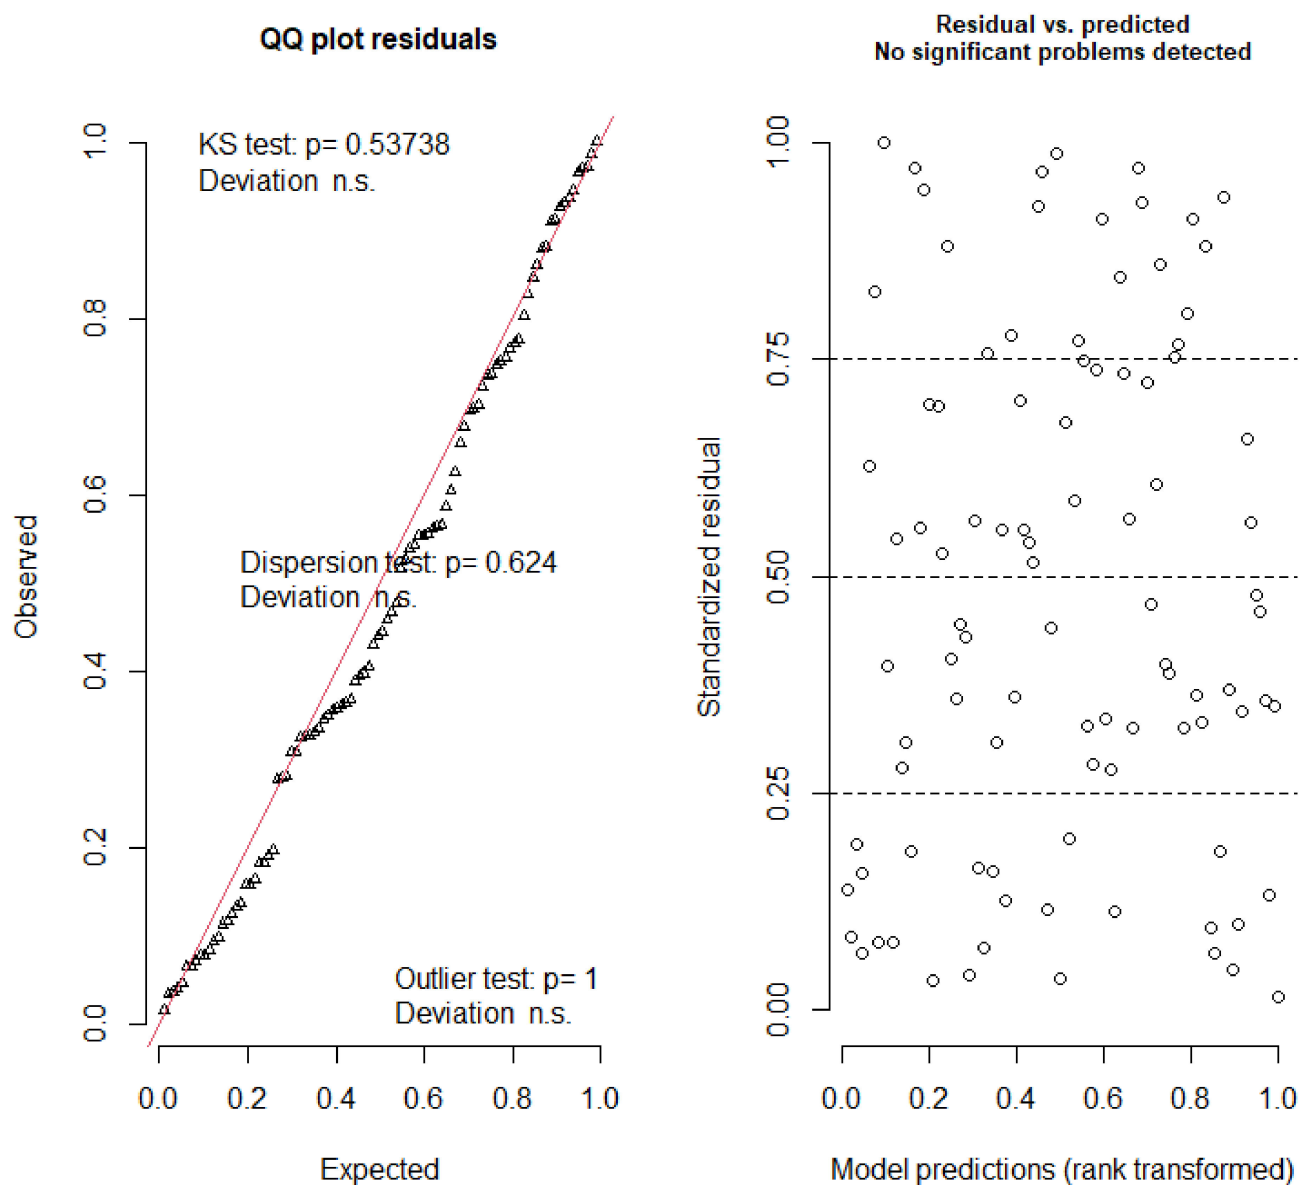 QQ plot residuals
KS test: p= 0.53738
Deviation n.s.
Dispersion test: p= 0.624
Deviation n.s.
Outlier test: p= 1
Deviation n.s.
Observed
0.0 0.2 0.4 0.6 0.8 1.0
0.0 0.2 0.4 0.6 0.8 1.0
Expected
Residual vs. predicted
No significant problems detected
Standardized residual
0.00 0.25 0.50 0.75 1.00
0.0 0.2 0.4 0.6 0.8 1.0
Model predictions (rank transformed)